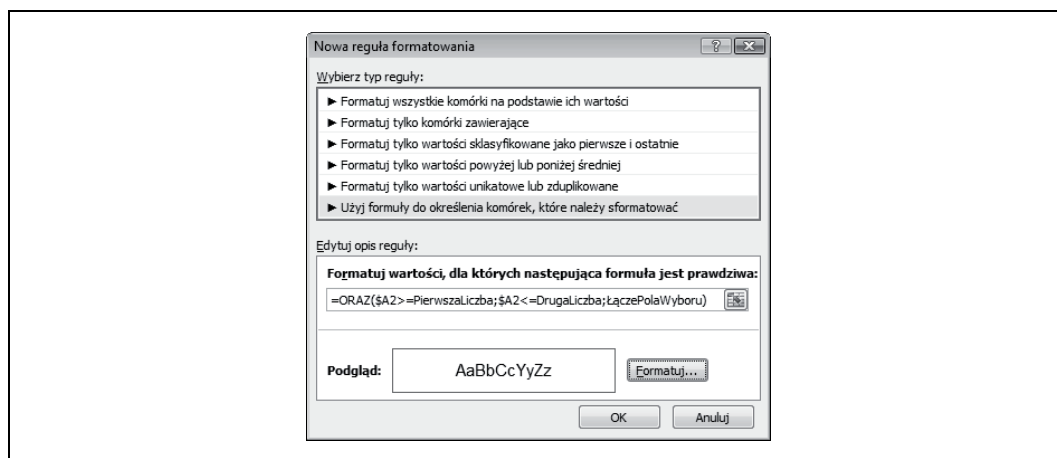 Nowa reguła formatowania
Wybierz typ reguły:
► Formatuj wszystkie komórki na podstawie ich wartości
► Formatuj tylko komórki zawierające
► Formatuj tylko wartości sklasyfikowane jako pierwsze i ostatnie
► Formatuj tylko wartości powyżej lub poniżej średniej
► Formatuj tylko wartości unikatowe lub zduplikowane
► Użyj formuły do określenia komórek, które należy sformatować
Edytuj opis reguły:
Formatuj wartości, dla których następująca formuła jest prawdziwa:
=ORAZ($A2>=PierwszaLiczba;$A2<=DrugaLiczba;ŁączePolaWyboru)
Podgląd: AaBbCcYyZz Formatuj...
OK Anuluj